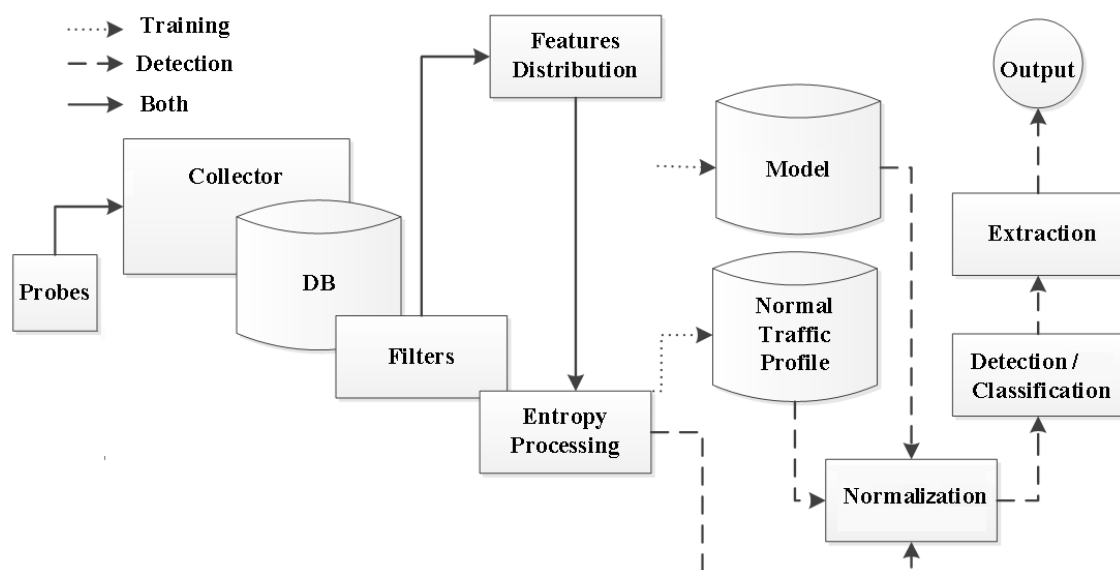 Training
Detection
Both
Features
Distribution
Output
Collector
Model
Extraction
Probes
DB
Normal
Traffic
Profile
Filters
Detection /
Classification
Entropy
Processing
Normalization